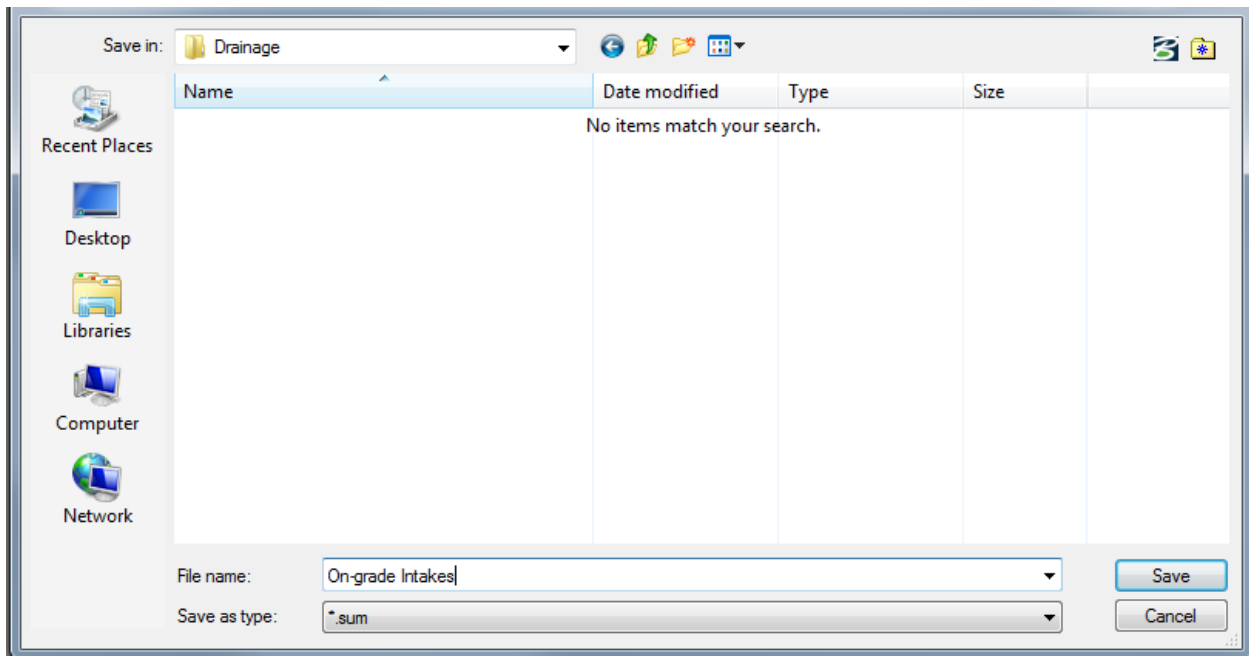 Save in: Drainage
Name Date modified Type Size
No items match your search.
Recent Places
Desktop
Libraries
Computer
Network
File name: On-grade Intakes Save
Save as type: *.sum Cancel